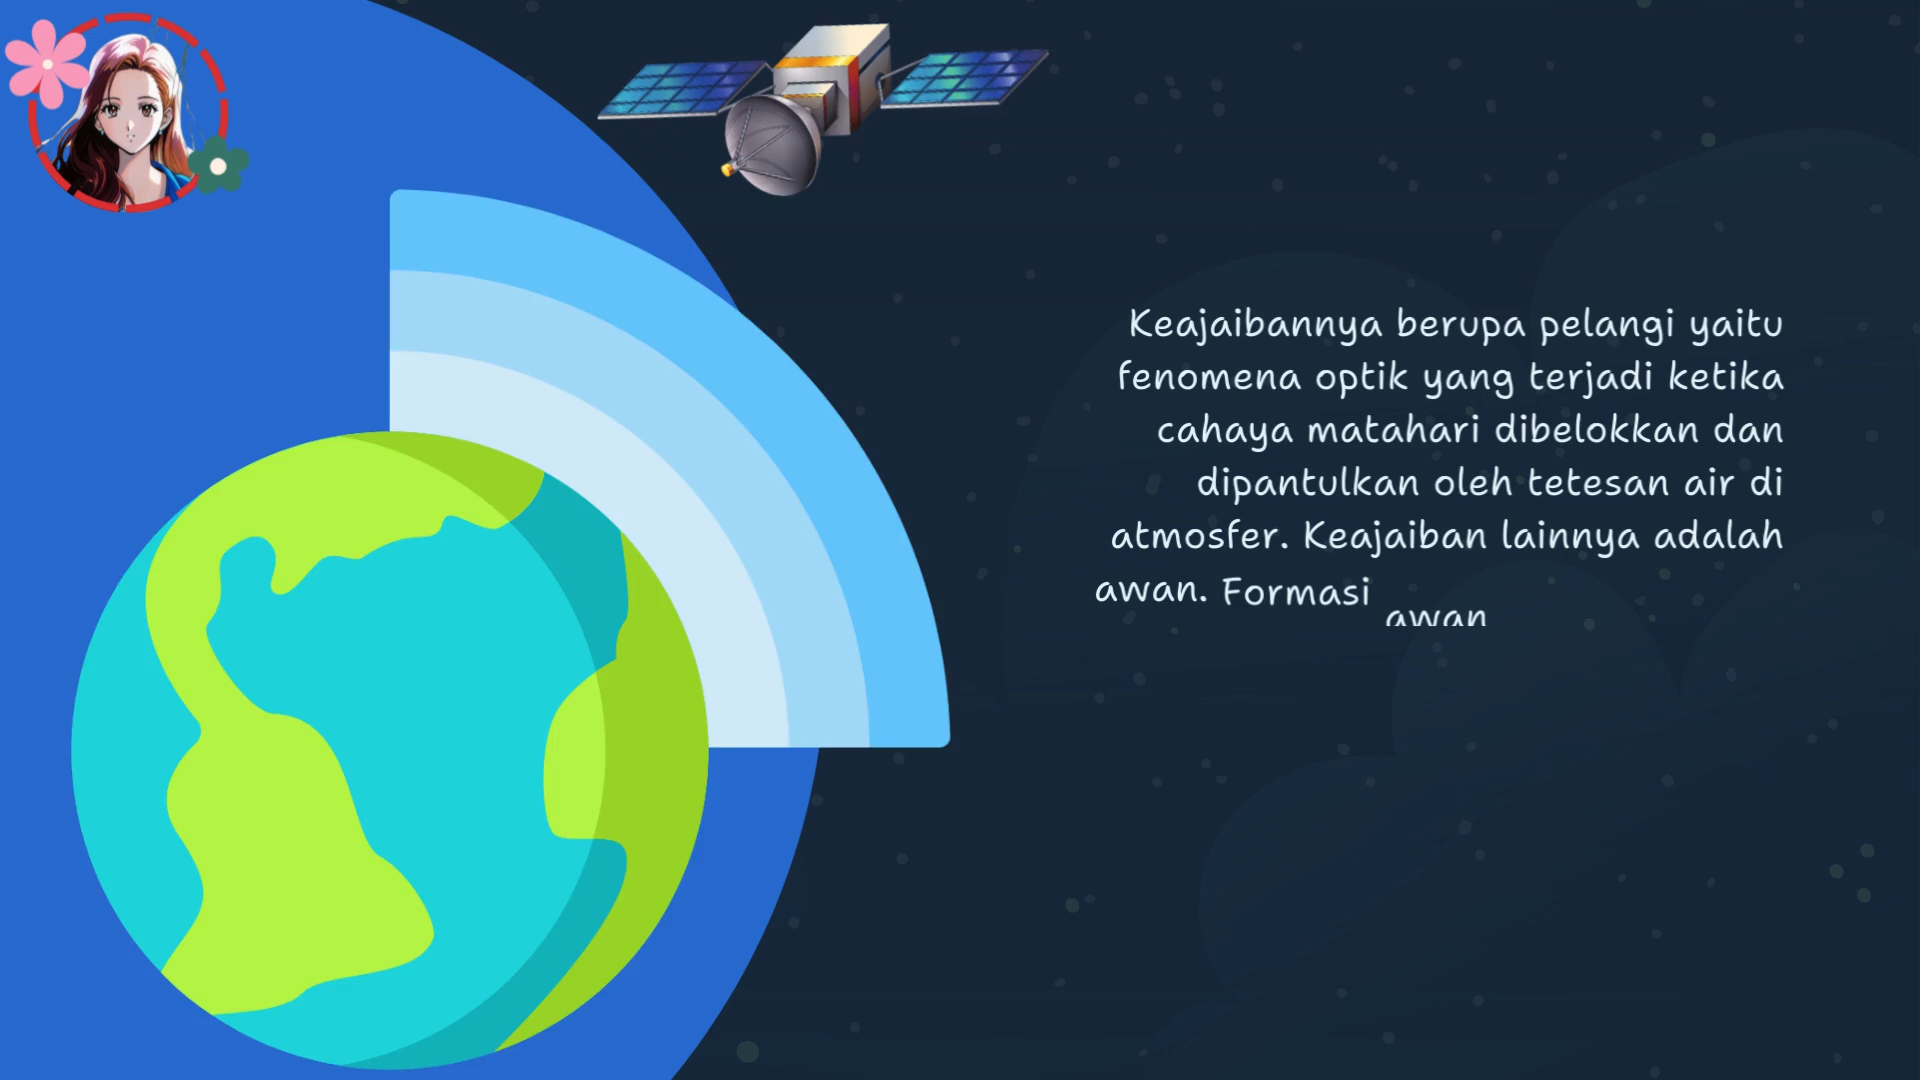 Keajaibannya berupa pelangi yaitu
fenomena optik yang terjadi ketika
cahaya matahari dibelokkan dan
dipantulkan oleh tetesan air di
atmosfer. Keajaiban lainnya adalah
awan. Formasi awan